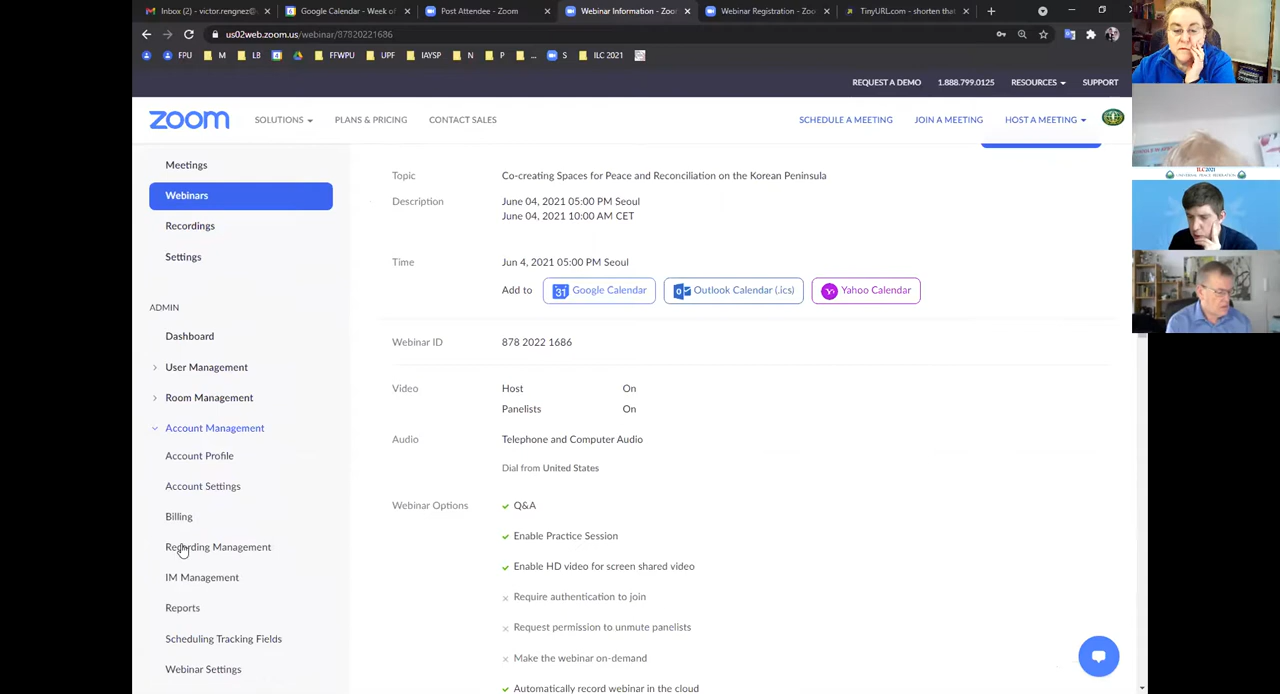 Inbox (2) - victor.rengnez@
Google Calendar - Week of
Post Attendee - Zoom
Webinar Information - Zoo
Webinar Registration - Zoo
TinyURL.com - shorten that
us02web.zoom.us/webinar/87820221686
FPU M LB FFWPU UPF IAYSP N P ... S ILC 2021
REQUEST A DEMO 1.888.799.0125 RESOURCES SUPPORT
zoom SOLUTIONS PLANS & PRICING CONTACT SALES SCHEDULE A MEETING JOIN A MEETING HOST A MEETING
Meetings
Webinars
Recordings
Settings
ADMIN
Dashboard
User Management
Room Management
Account Management
Account Profile
Account Settings
Billing
Recording Management
IM Management
Reports
Scheduling Tracking Fields
Webinar Settings
Topic Co-creating Spaces for Peace and Reconciliation on the Korean Peninsula
Description June 04, 2021 05:00 PM Seoul
June 04, 2021 10:00 AM CET
Time Jun 4, 2021 05:00 PM Seoul
Add to 31 Google Calendar Outlook Calendar (.ics) Yahoo Calendar
Webinar ID 878 2022 1686
Video Host On
Panelists On
Audio Telephone and Computer Audio
Dial from United States
Webinar Options Q&A
Enable Practice Session
Enable HD video for screen shared video
Require authentication to join
Request permission to unmute panelists
Make the webinar on-demand
Automatically record webinar in the cloud
ILC2021
UNIVERSAL PEACE FEDERATION